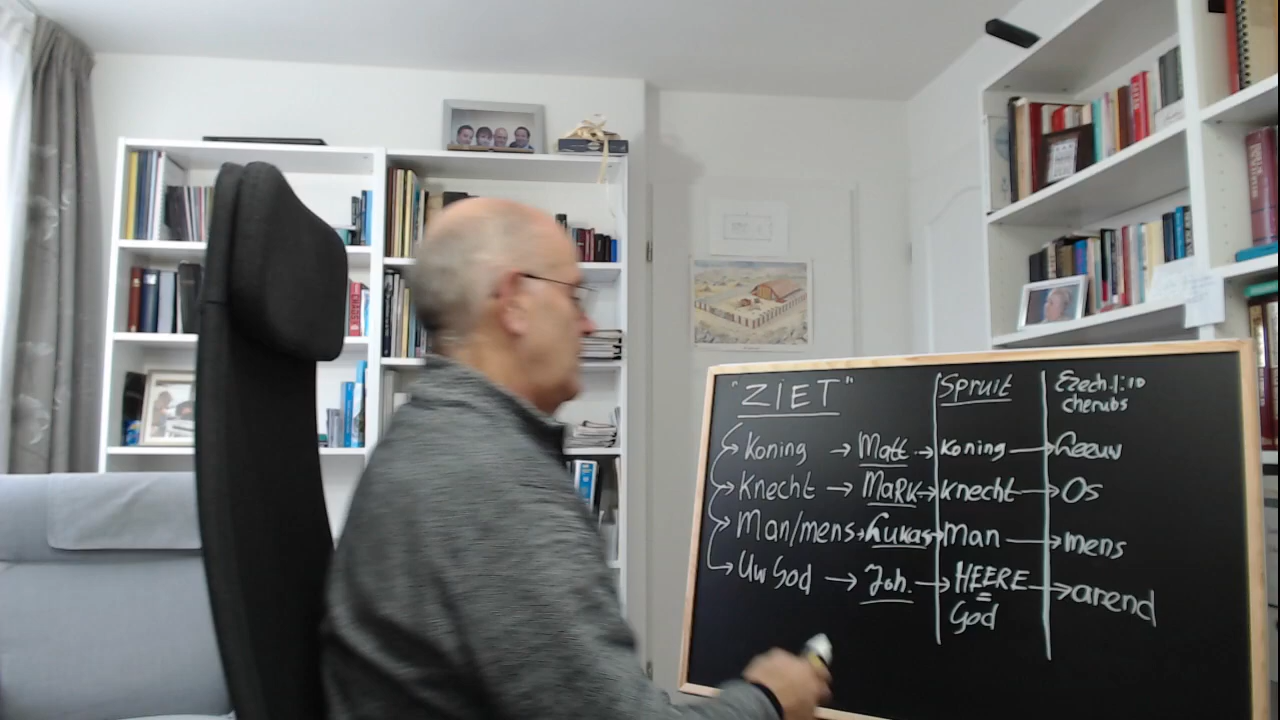 "ZIET" Spruit Ezech.1:10
cherubs
Koning → Matt. → Koning → Leeuw
Knecht → MaRK → Knecht → Os
Man/mens → Lukas → Man → mens
Uw God → Joh. → HEERE → arend
=
God